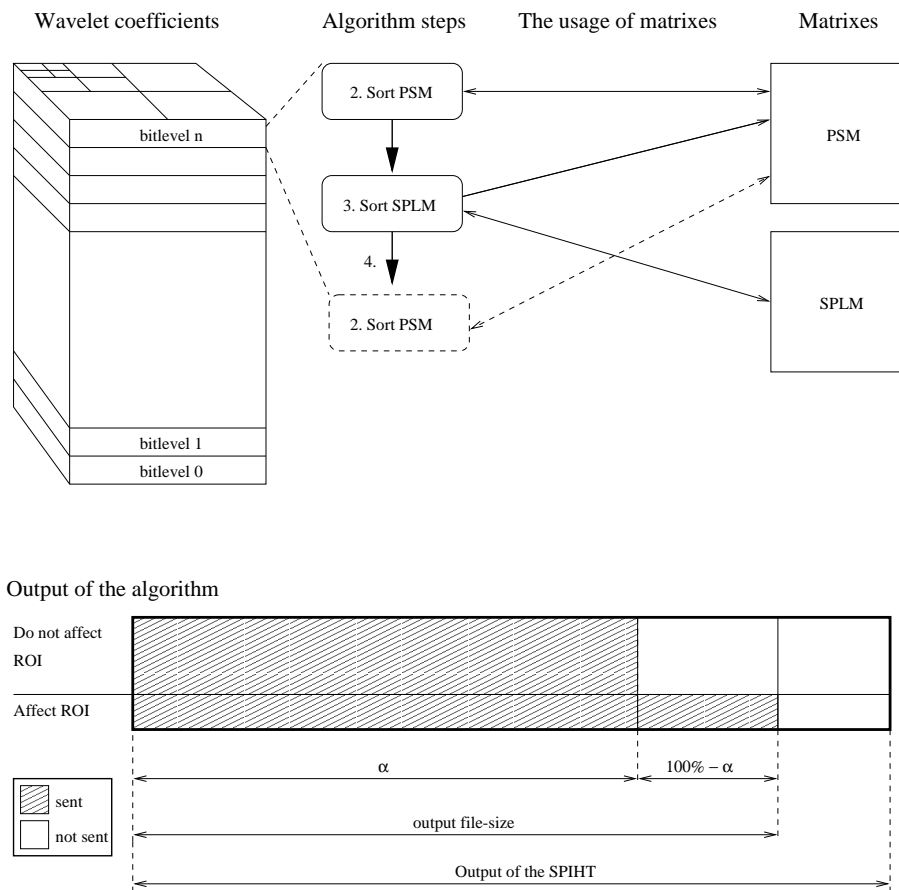 Wavelet coefficients
Algorithm steps
The usage of matrixes
Matrixes
bitlevel n
2. Sort PSM
PSM
3. Sort SPLM
4.
2. Sort PSM
SPLM
bitlevel 1
bitlevel 0
Output of the algorithm
Do not affect
ROI
Affect ROI
α
100% − α
sent
not sent
output file-size
Output of the SPIHT